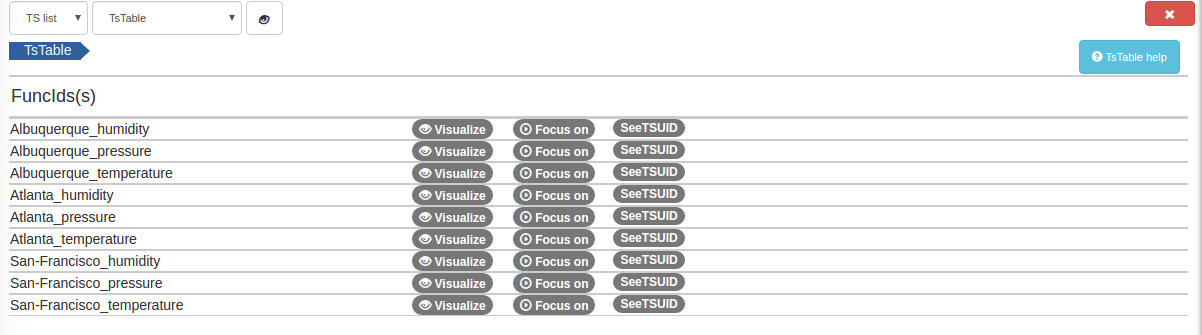 TS list TsTable
TsTable
TsTable help
FuncIds(s)
Albuquerque_humidity Visualize Focus on SeeTSUID
Albuquerque_pressure Visualize Focus on SeeTSUID
Albuquerque_temperature Visualize Focus on SeeTSUID
Atlanta_humidity Visualize Focus on SeeTSUID
Atlanta_pressure Visualize Focus on SeeTSUID
Atlanta_temperature Visualize Focus on SeeTSUID
San-Francisco_humidity Visualize Focus on SeeTSUID
San-Francisco_pressure Visualize Focus on SeeTSUID
San-Francisco_temperature Visualize Focus on SeeTSUID